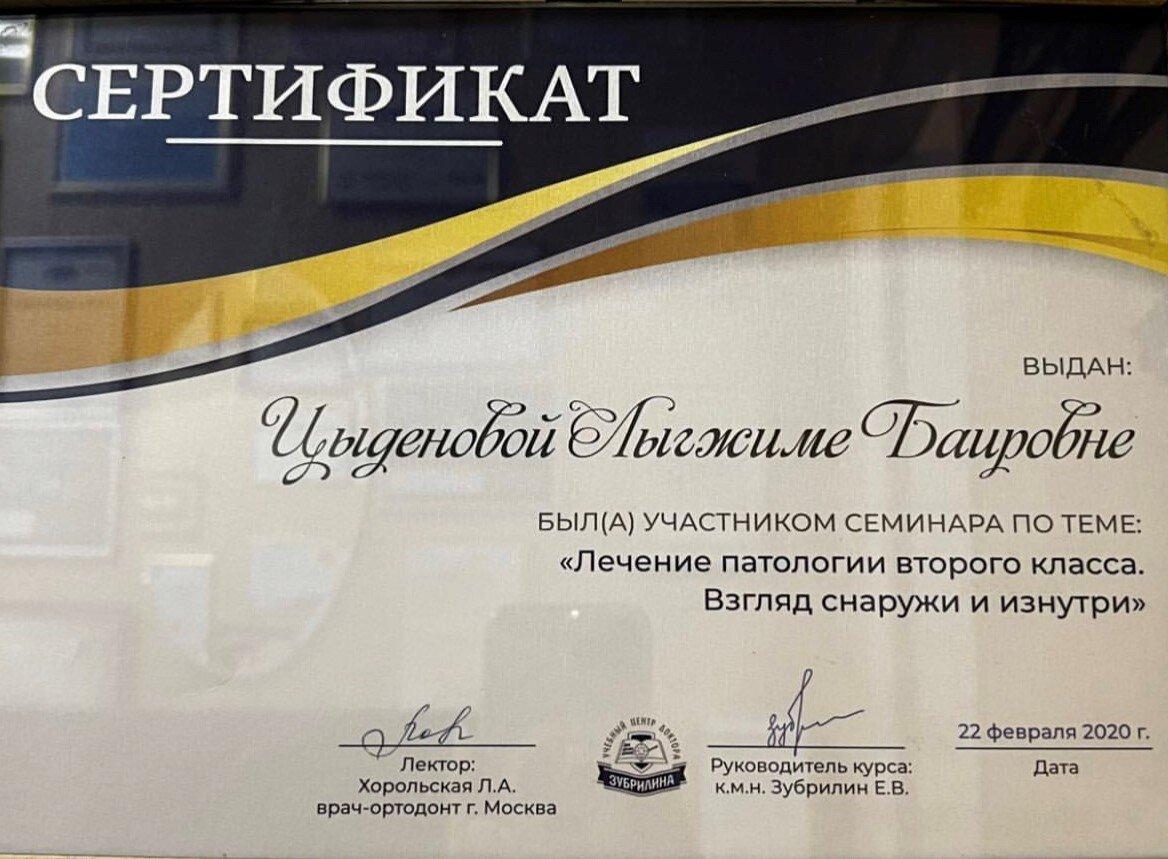 СЕРТИФИКАТ
ВЫДАН:
Цыденовой Лыгжиме Баировне
БЫЛ(А) УЧАСТНИКОМ СЕМИНАРА ПО ТЕМЕ:
«Лечение патологии второго класса.
Взгляд снаружи и изнутри»
Лектор:
Хорольская Л.А.
врач-ортодонт г. Москва
УЧЕБНЫЙ ЦЕНТР ДОКТОРА
ЗУБРИЛИНА
Руководитель курса:
к.м.н. Зубрилин Е.В.
22 февраля 2020 г.
Дата